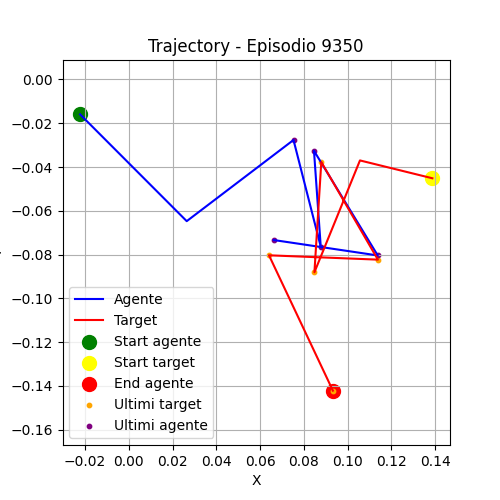 Trajectory - Episodio 9350
0.00
−0.02
−0.04
−0.06
−0.08
−0.10
−0.12
−0.14
−0.16
Agente
Target
Start agente
Start target
End agente
Ultimi target
Ultimi agente
−0.02 0.00 0.02 0.04 0.06 0.08 0.10 0.12 0.14
X